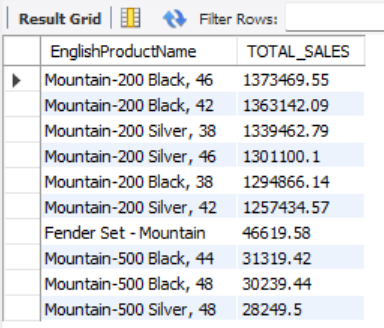 Result Grid Filter Rows:
EnglishProductName TOTAL_SALES
Mountain-200 Black, 46 1373469.55
Mountain-200 Black, 42 1363142.09
Mountain-200 Silver, 38 1339462.79
Mountain-200 Silver, 46 1301100.1
Mountain-200 Black, 38 1294866.14
Mountain-200 Silver, 42 1257434.57
Fender Set - Mountain 46619.58
Mountain-500 Black, 44 31319.42
Mountain-500 Black, 48 30239.44
Mountain-500 Silver, 48 28249.5